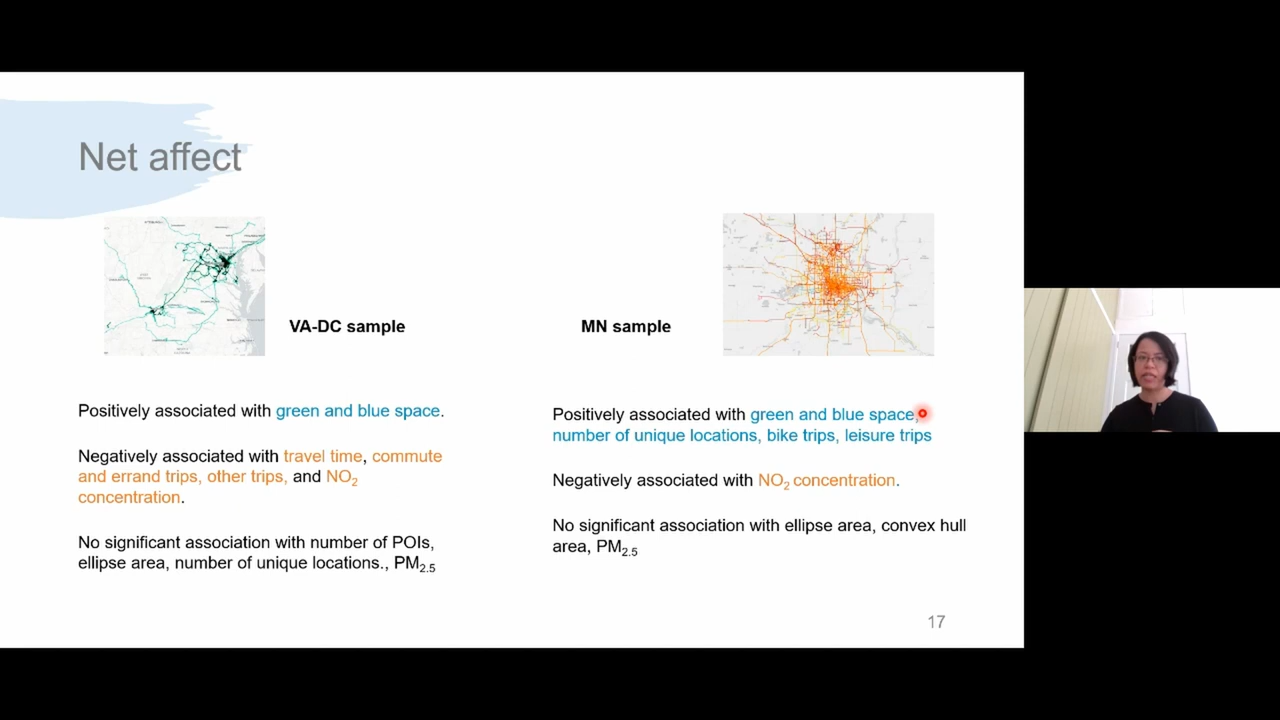 Net affect
VA-DC sample
Positively associated with green and blue space.
Negatively associated with travel time, commute
and errand trips, other trips, and NO2
concentration.
No significant association with number of POIs,
ellipse area, number of unique locations., PM2.5
MN sample
Positively associated with green and blue space,
number of unique locations, bike trips, leisure trips
Negatively associated with NO2 concentration.
No significant association with ellipse area, convex hull
area, PM2.5
17